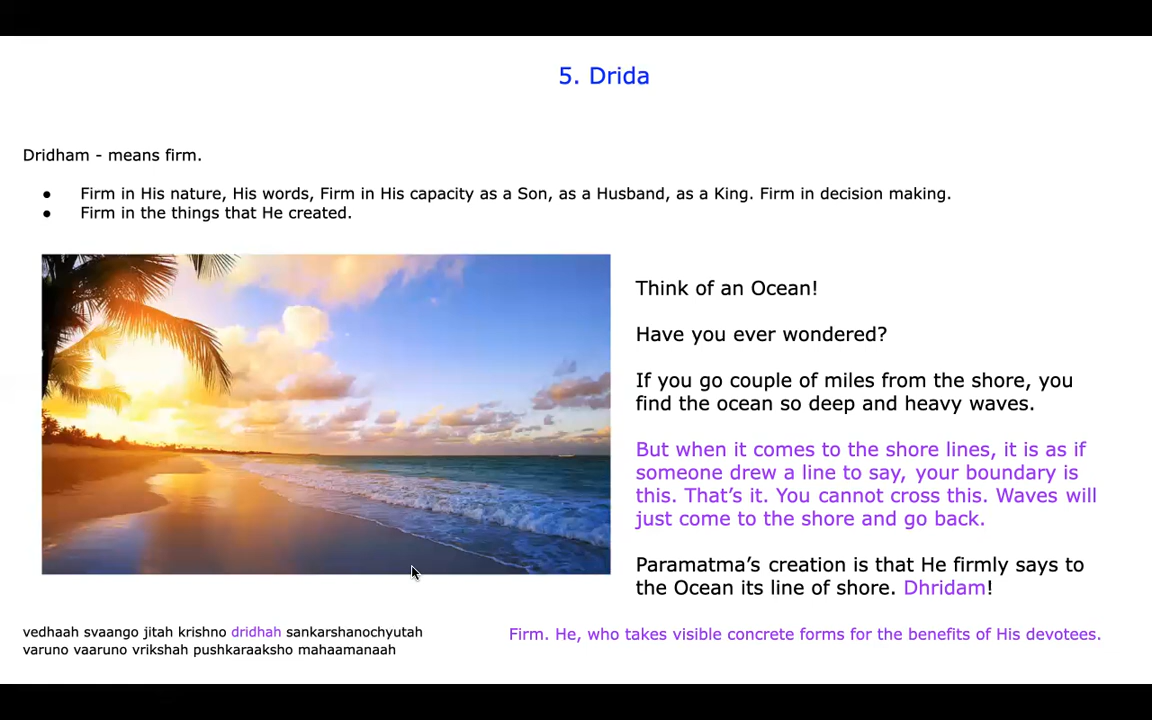 5. Drida
Dridham - means firm.
● Firm in His nature, His words, Firm in His capacity as a Son, as a Husband, as a King. Firm in decision making.
● Firm in the things that He created.
Think of an Ocean!
Have you ever wondered?
If you go couple of miles from the shore, you
find the ocean so deep and heavy waves.
But when it comes to the shore lines, it is as if
someone drew a line to say, your boundary is
this. That’s it. You cannot cross this. Waves will
just come to the shore and go back.
Paramatma’s creation is that He firmly says to
the Ocean its line of shore. Dhridam!
vedhaah svaango jitah krishno dridhah sankarshanochyutah
varuno vaaruno vrikshah pushkaraaksho mahaamanaah
Firm. He, who takes visible concrete forms for the benefits of His devotees.